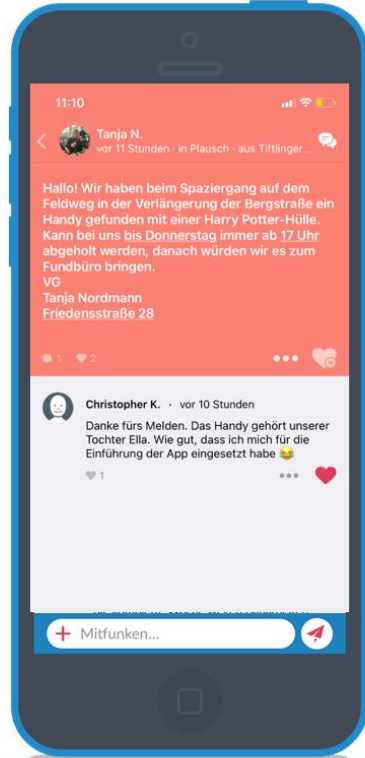 11:10
Tanja N.
vor 11 Stunden · in Plausch · aus Tiftlinger...
Hallo! Wir haben beim Spaziergang auf dem
Feldweg in der Verlängerung der Bergstraße ein
Handy gefunden mit einer Harry Potter-Hülle.
Kann bei uns bis Donnerstag immer ab 17 Uhr
abgeholt werden, danach würden wir es zum
Fundbüro bringen.
VG
Tanja Nordmann
Friedensstraße 28
1 2
Christopher K. · vor 10 Stunden
Danke fürs Melden. Das Handy gehört unserer
Tochter Ella. Wie gut, dass ich mich für die
Einführung der App eingesetzt habe 😂
1
Mitfunken...